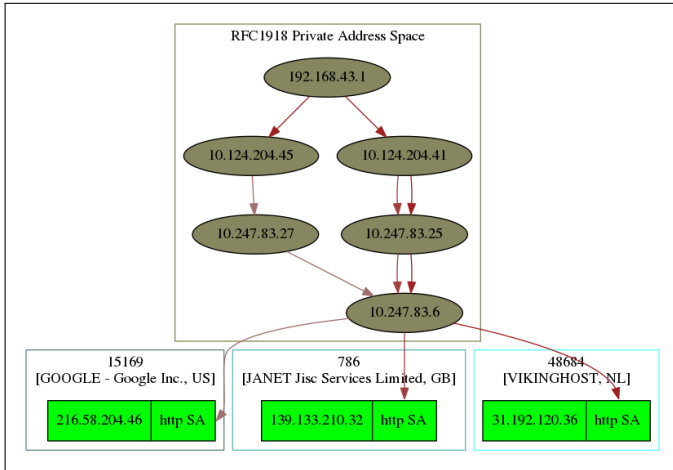 RFC1918 Private Address Space
192.168.43.1
10.124.204.45 10.124.204.41
10.247.83.27 10.247.83.25
10.247.83.6
15169
[GOOGLE - Google Inc., US]
216.58.204.46 http SA
786
[JANET Jisc Services Limited, GB]
139.133.210.32 http SA
48684
[VIKINGHOST, NL]
31.192.120.36 http SA